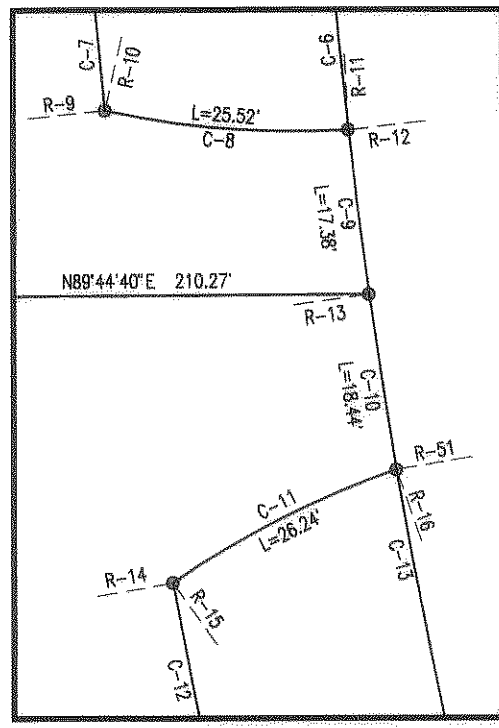 C-7
R-10
C-9
R-11
R-9
L=25.52'
C-8
R-12
C-9
L=17.38'
N89°44'40"E 210.27'
R-13
C-10
L=18.44'
R-51
C-11
L=26.24'
R-16
C-13
R-14
R-15
C-12